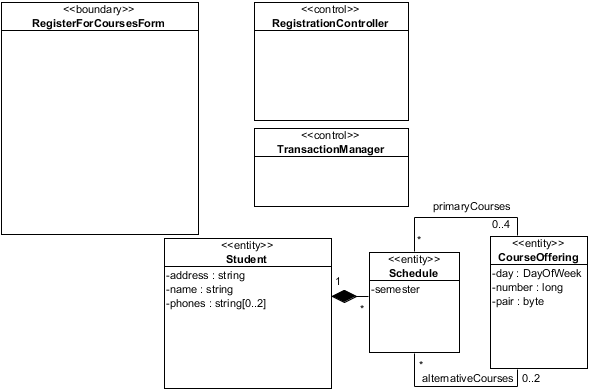 <<boundary>>
RegisterForCoursesForm
<<control>>
RegistrationController
<<control>>
TransactionManager
primaryCourses
0..4
*
<<entity>>
Student
-address : string
-name : string
-phones : string[0..2]
1
*
<<entity>>
Schedule
-semester
<<entity>>
CourseOffering
-day : DayOfWeek
-number : long
-pair : byte
*
alternativeCourses
0..2